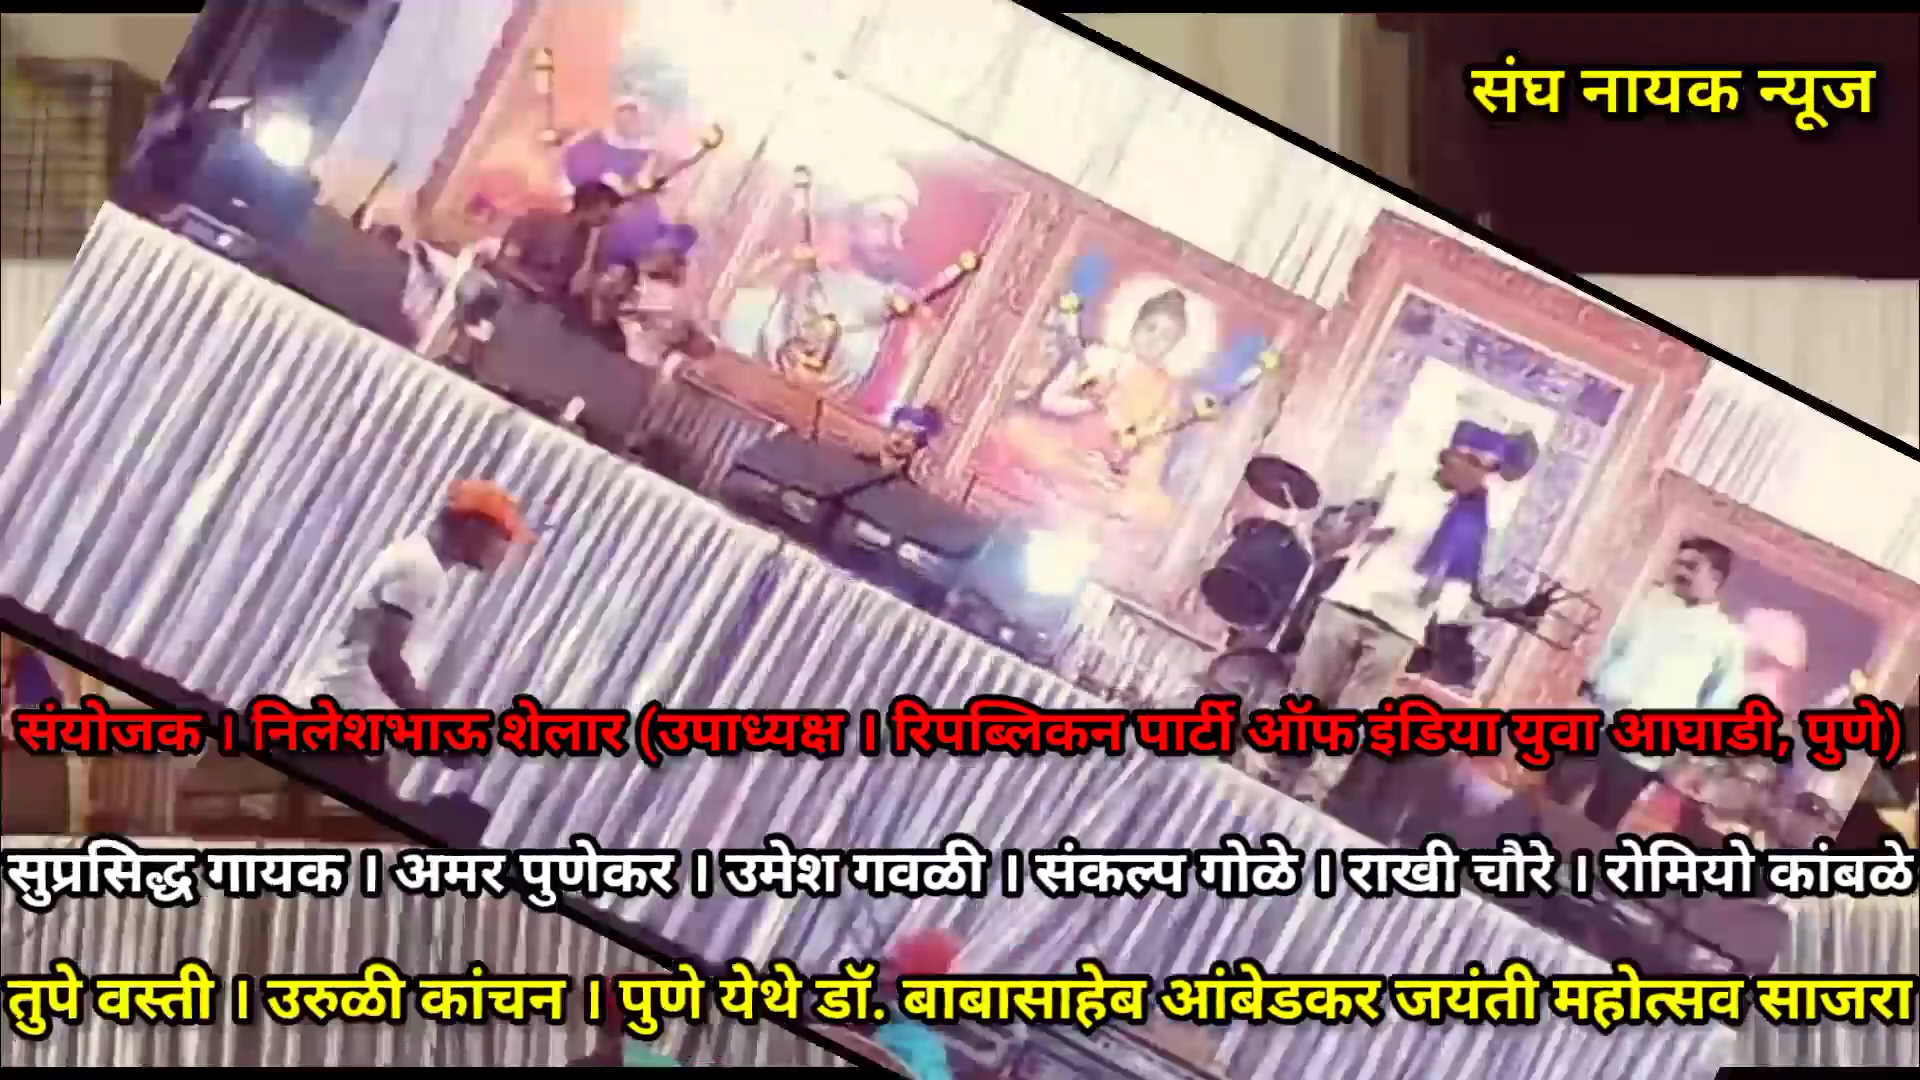 संघ नायक न्यूज
संयोजक । निलेशभाऊ शेलार (उपाध्यक्ष । रिपब्लिकन पार्टी ऑफ इंडिया युवा आघाडी, पुणे)
सुप्रसिद्ध गायक । अमर पुणेकर । उमेश गवळी । संकल्प गोळे । राखी चौरे । रोमियो कांबळे
तुपे वस्ती । उरुळी कांचन । पुणे येथे डॉ. बाबासाहेब आंबेडकर जयंती महोत्सव साजरा